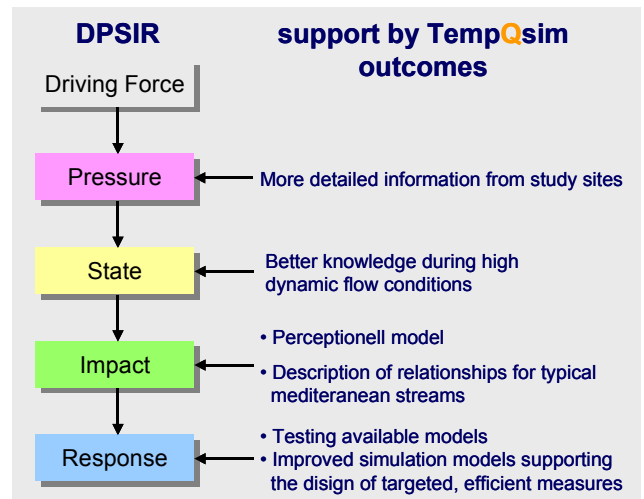 DPSIR
support by TempQsim
outcomes
Driving Force
Pressure
More detailed information from study sites
State
Better knowledge during high
dynamic flow conditions
Impact
• Perceptionell model
• Description of relationships for typical
mediteranean streams
Response
• Testing available models
• Improved simulation models supporting
the disign of targeted, efficient measures